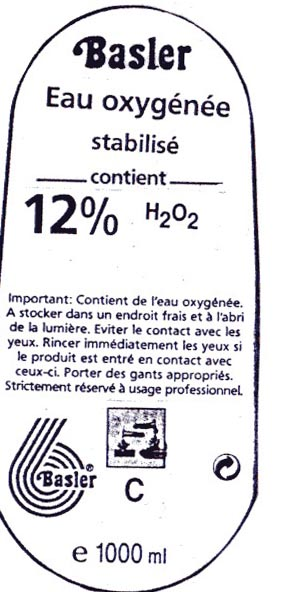 Basler
Eau oxygénée
stabilisé
contient
12% H2O2
Important: Contient de l'eau oxygénée.
A stocker dans un endroit frais et à l'abri
de la lumière. Eviter le contact avec les
yeux. Rincer immédiatement les yeux si
le produit est entré en contact avec
ceux-ci. Porter des gants appropriés.
Strictement réservé à usage professionnel.
Basler®
C
e 1000 ml